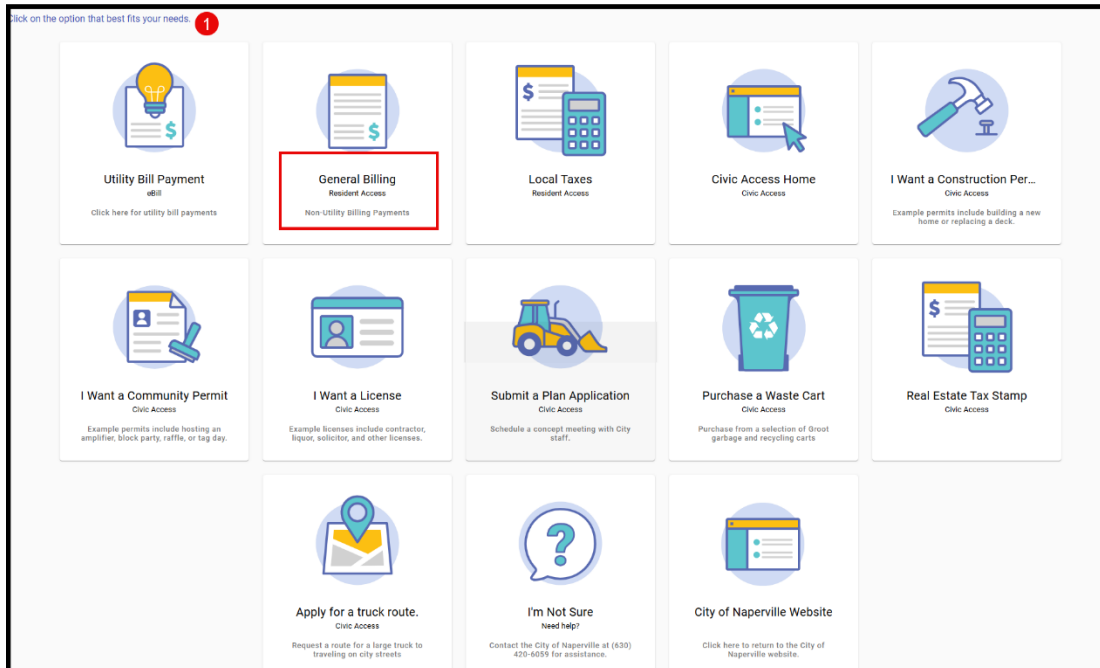 Click on the option that best fits your needs.
1
Utility Bill Payment
eBill
Click here for utility bill payments
General Billing
Resident Access
Non-Utility Billing Payments
Local Taxes
Resident Access
Civic Access Home
Civic Access
I Want a Construction Per...
Civic Access
Example permits include building a new
home or replacing a deck.
I Want a Community Permit
Civic Access
Example permits include hosting an
amplifier, block party, raffle, or tag day.
I Want a License
Civic Access
Example licenses include contractor,
liquor, solicitor, and other licenses.
Submit a Plan Application
Civic Access
Schedule a concept meeting with City
staff.
Purchase a Waste Cart
Civic Access
Purchase from a selection of Groot
garbage and recycling carts
Real Estate Tax Stamp
Civic Access
Apply for a truck route.
Civic Access
Request a route for a large truck to
traveling on city streets
I'm Not Sure
Need help?
Contact the City of Naperville at (630)
420-6059 for assistance.
City of Naperville Website
Click here to return to the City of
Naperville website.